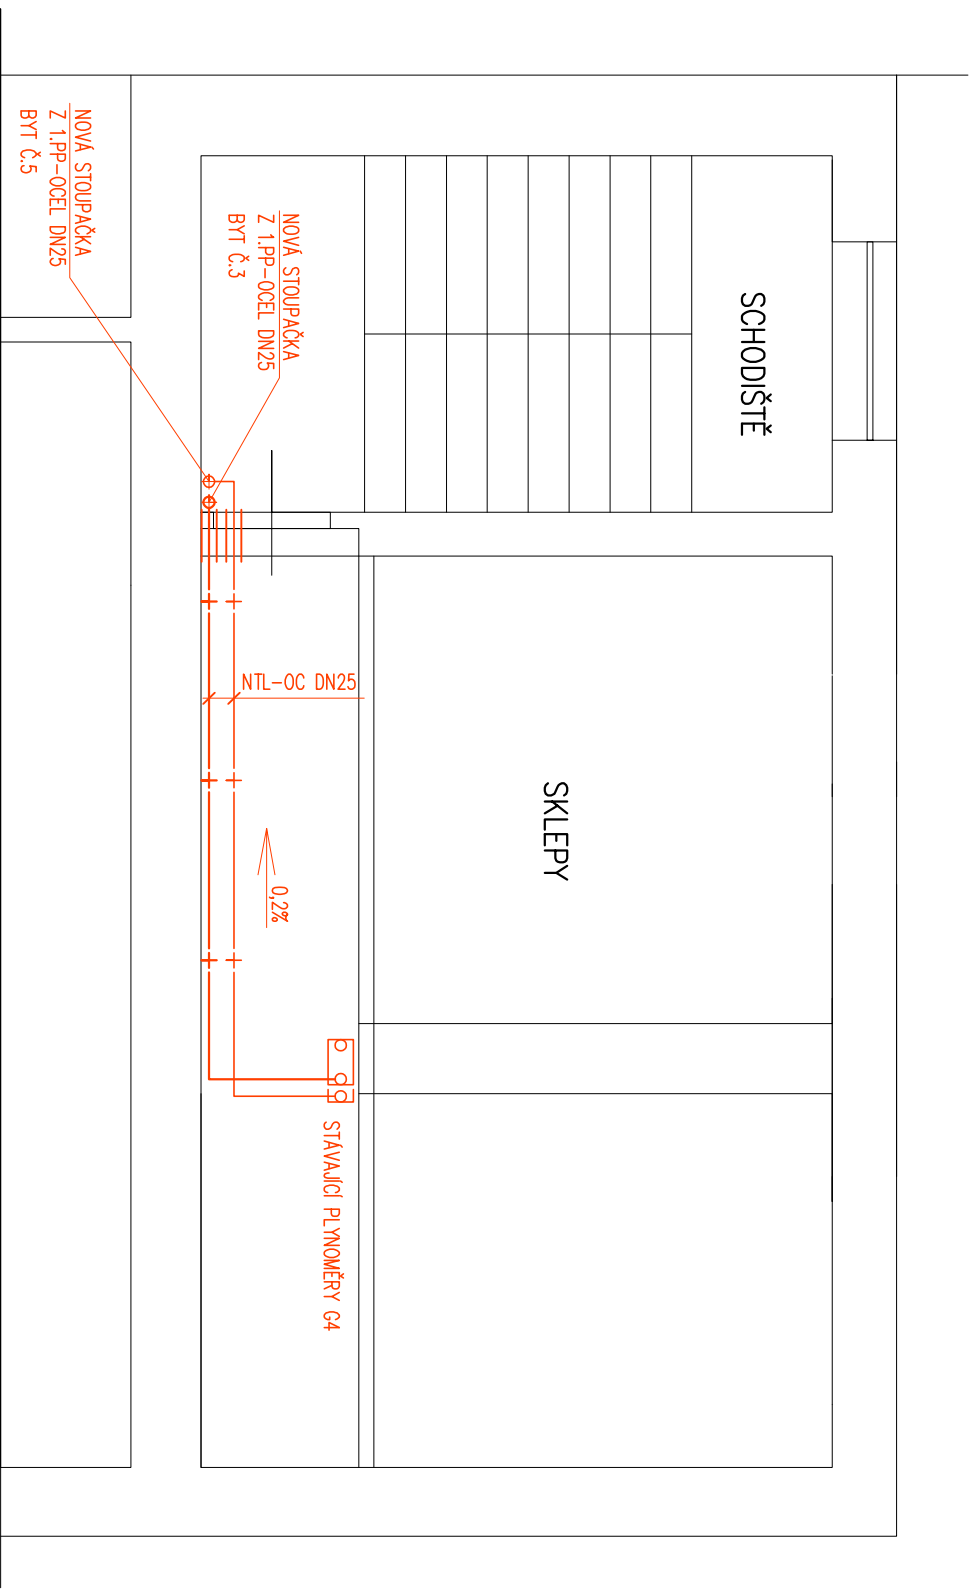 SCHODIŠTĚ
NOVÁ STOUPAČKA
Z 1.PP-OCEL DN25
BYT Č.3
NOVÁ STOUPAČKA
Z 1.PP-OCEL DN25
BYT Č.5
SKLEPY
NTL-OC DN25
0,2%
STÁVAJÍCÍ PLYNOMĚRY G4